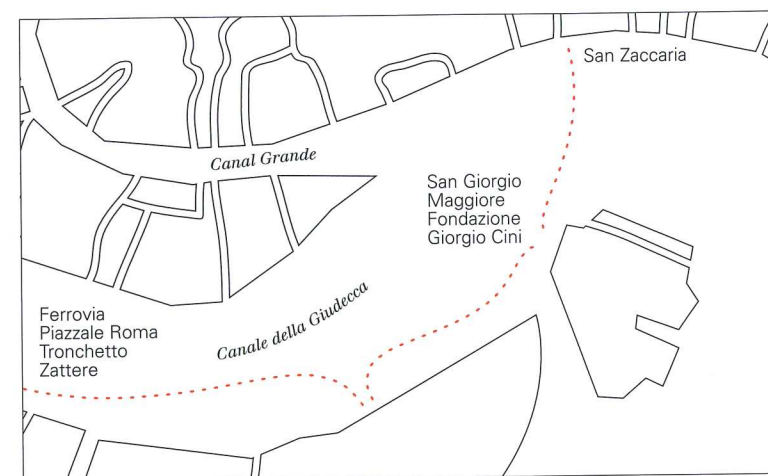 San Zaccaria
Canal Grande
San Giorgio
Maggiore
Fondazione
Giorgio Cini
Canale della Giudecca
Ferrovia
Piazzale Roma
Tronchetto
Zattere